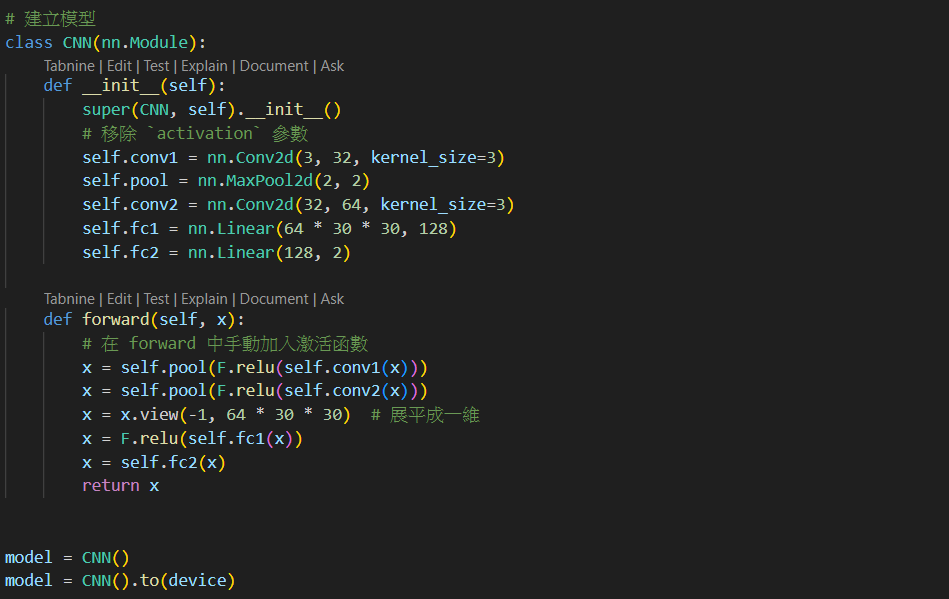 # 建立模型
class CNN(nn.Module):
Tabnine | Edit | Test | Explain | Document | Ask
def __init__(self):
super(CNN, self).__init__()
# 移除 `activation` 參數
self.conv1 = nn.Conv2d(3, 32, kernel_size=3)
self.pool = nn.MaxPool2d(2, 2)
self.conv2 = nn.Conv2d(32, 64, kernel_size=3)
self.fc1 = nn.Linear(64 * 30 * 30, 128)
self.fc2 = nn.Linear(128, 2)
Tabnine | Edit | Test | Explain | Document | Ask
def forward(self, x):
# 在 forward 中手動加入激活函數
x = self.pool(F.relu(self.conv1(x)))
x = self.pool(F.relu(self.conv2(x)))
x = x.view(-1, 64 * 30 * 30)  # 展平成一維
x = F.relu(self.fc1(x))
x = self.fc2(x)
return x
model = CNN()
model = CNN().to(device)